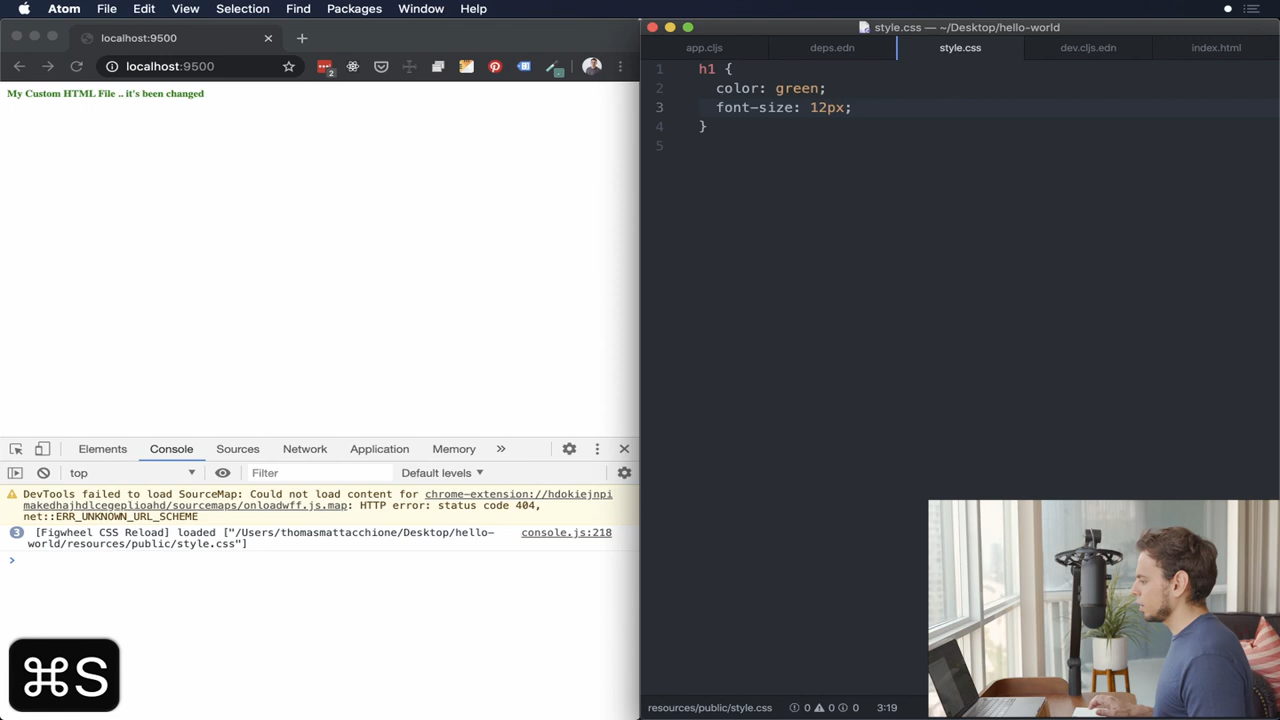 Atom File Edit View Selection Find Packages Window Help
localhost:9500
localhost:9500
2
My Custom HTML File .. it's been changed
Elements Console Sources Network Application Memory »
top Filter Default levels
DevTools failed to load SourceMap: Could not load content for chrome-extension://hdokiejnpi
makedhajhdlcegeplioahd/sourcemaps/onloadwff.js.map: HTTP error: status code 404,
net::ERR_UNKNOWN_URL_SCHEME
3 [Figwheel CSS Reload] loaded ["/Users/thomasmattacchione/Desktop/hello- console.js:218
world/resources/public/style.css"]
>
⌘S
style.css — ~/Desktop/hello-world
app.cljs deps.edn style.css dev.cljs.edn index.html
1 h1 {
2 color: green;
3 font-size: 12px;
4 }
5
resources/public/style.css 0 0 0 3:19